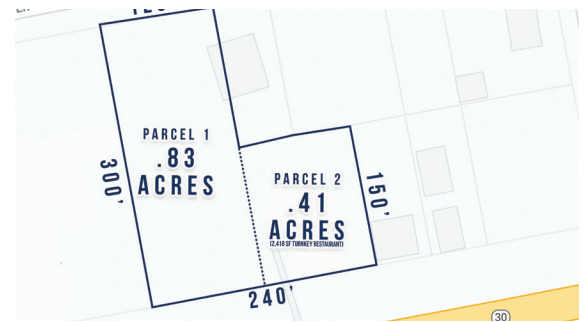 PARCEL 1
.83
ACRES
300'
PARCEL 2
.41
ACRES
(2,418 SF TURNKEY RESTAURANT)
150'
240'
30